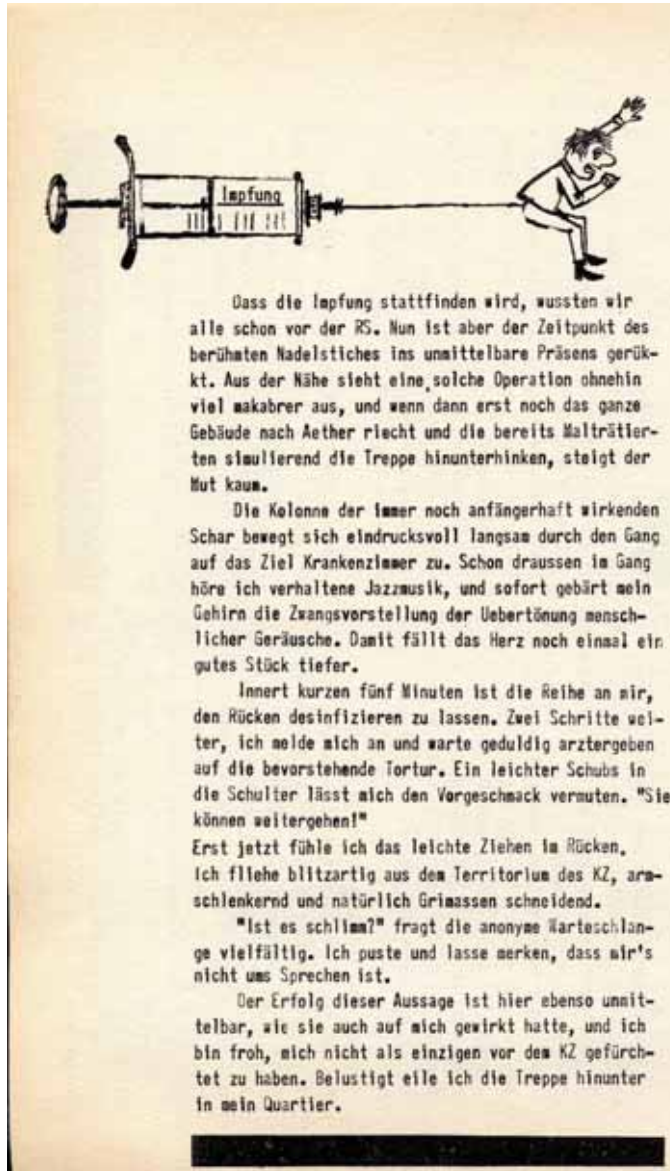 Impfung
Dass die Impfung stattfinden wird, wussten wir
alle schon vor der RS. Nun ist aber der Zeitpunkt des
berühmten Nadelstiches ins unmittelbare Präsens gerük-
kt. Aus der Nähe sieht eine solche Operation ohnehin
viel makabrer aus, und wenn dann erst noch das ganze
Gebäude nach Aether riecht und die bereits Malträtier-
ten simulierend die Treppe hinunterhinken, steigt der
Mut kaum.
Die Kolonne der immer noch anfängerhaft wirkenden
Schar bewegt sich eindrucksvoll langsam durch den Gang
auf das Ziel Krankenzimmer zu. Schon draussen im Gang
höre ich verhaltene Jazzmusik, und sofort gebärt mein
Gehirn die Zwangsvorstellung der Uebertönung mensch-
licher Geräusche. Damit fällt das Herz noch einmal ein
gutes Stück tiefer.
Innert kurzen fünf Minuten ist die Reihe an mir,
den Rücken desinfizieren zu lassen. Zwei Schritte wei-
ter, ich melde mich an und warte geduldig arztergeben
auf die bevorstehende Tortur. Ein leichter Schubs in
die Schulter lässt mich den Vorgeschmack vermuten. "Sie
können weitergehen!"
Erst jetzt fühle ich das leichte Ziehen im Rücken.
Ich fliehe blitzartig aus dem Territorium des KZ, arm-
schlenkernd und natürlich Grimassen schneidend.
"Ist es schlimm?" fragt die anonyme Warteschlan-
ge vielfältig. Ich puste und lasse merken, dass mir's
nicht ums Sprechen ist.
Der Erfolg dieser Aussage ist hier ebenso unmit-
telbar, wie sie auch auf mich gewirkt hatte, und ich
bin froh, mich nicht als einzigen vor dem KZ gefürch-
tet zu haben. Belustigt eile ich die Treppe hinunter
in mein Quartier.